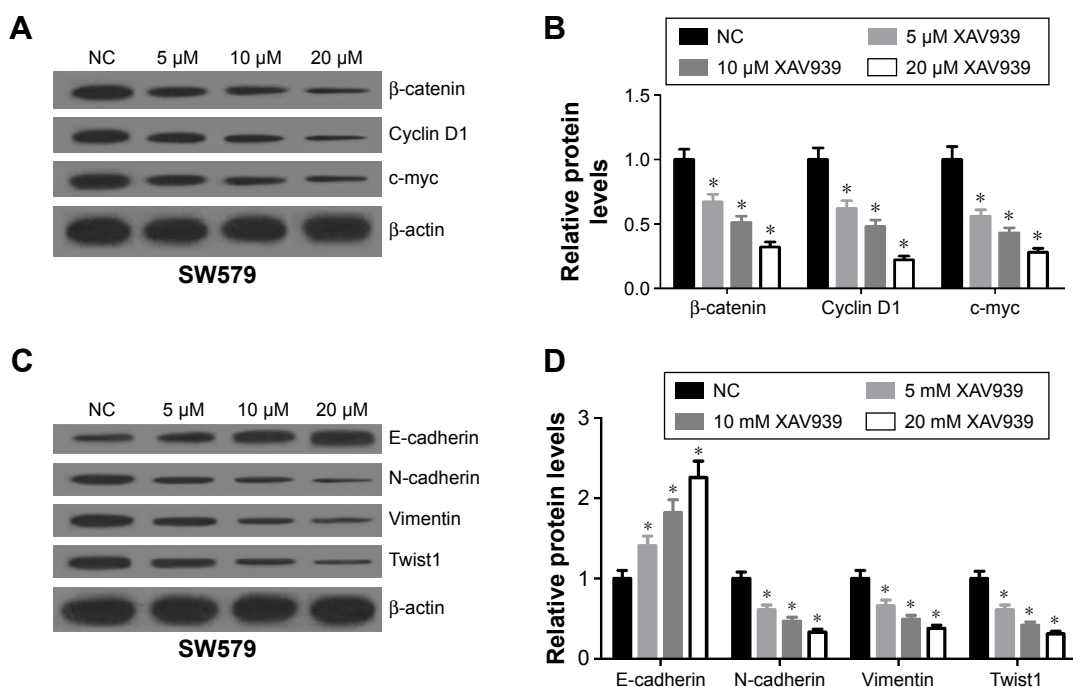 A
NC 5 μM 10 μM 20 μM
β-catenin
Cyclin D1
c-myc
β-actin
SW579
B
NC 5 μM XAV939
10 μM XAV939 20 μM XAV939
Relative protein
levels
1.5
1.0
0.5
0.0
* * *
* * *
* * *
β-catenin Cyclin D1 c-myc
C
NC 5 μM 10 μM 20 μM
E-cadherin
N-cadherin
Vimentin
Twist1
β-actin
SW579
D
NC 5 mM XAV939
10 mM XAV939 20 mM XAV939
Relative protein levels
3
2
1
0
* * *
* * *
* * *
* * *
E-cadherin N-cadherin Vimentin Twist1